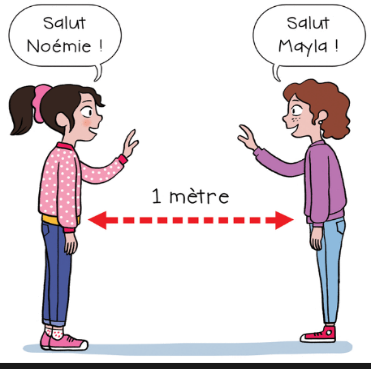 Salut
Noémie !
Salut
Mayla !
1 mètre